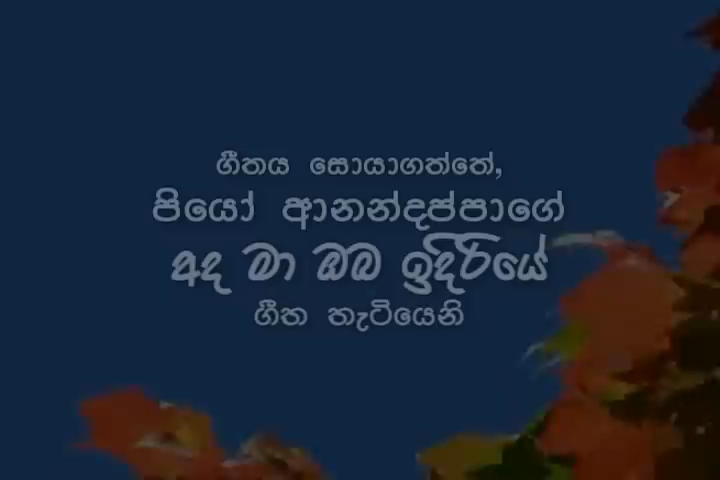 ගීතය සොයාගත්තේ,
පියෝ ආනන්දප්පාගේ
අද මා ඔබ ඉදිරියේ
ගීත තැටියෙනි